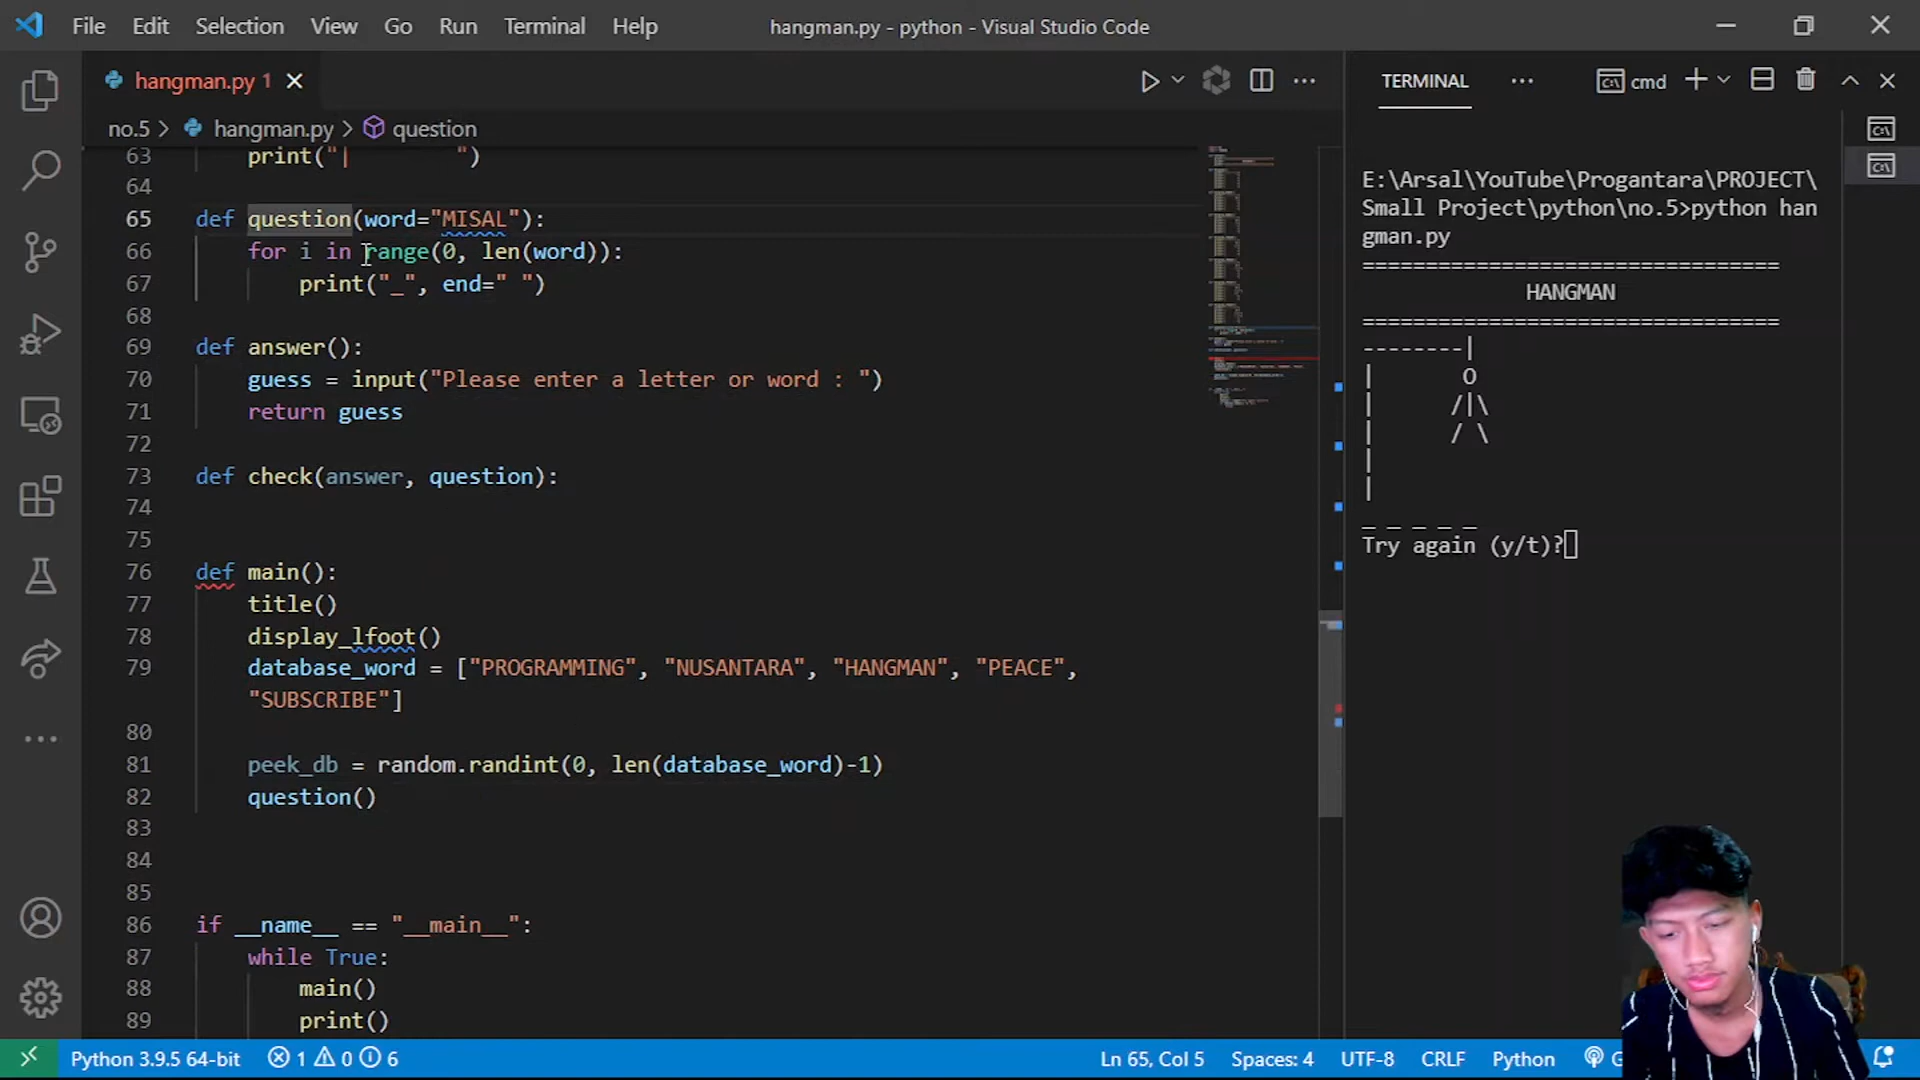 File Edit Selection View Go Run Terminal Help hangman.py - python - Visual Studio Code
hangman.py 1
TERMINAL ... cmd
no.5 > hangman.py > question
63 print("|        ")
64
65 def question(word="MISAL"):
66 for i in range(0, len(word)):
67 print("_", end=" ")
68
69 def answer():
70 guess = input("Please enter a letter or word : ")
71 return guess
72
73 def check(answer, question):
74
75
76 def main():
77 title()
78 display_lfoot()
79 database_word = ["PROGRAMMING", "NUSANTARA", "HANGMAN", "PEACE",
"SUBSCRIBE"]
80
81 peek_db = random.randint(0, len(database_word)-1)
82 question()
83
84
85
86 if __name__ == "__main__":
87 while True:
88 main()
89 print()
E:\Arsal\YouTube\Progantara\PROJECT\
Small Project\python\no.5>python han
gman.py
=================================
HANGMAN
=================================
--------|
|       O
|      /|\
|      / \
|
|
_ _ _ _ _
Try again (y/t)?
Python 3.9.5 64-bit 1 0 6 Ln 65, Col 5 Spaces: 4 UTF-8 CRLF Python